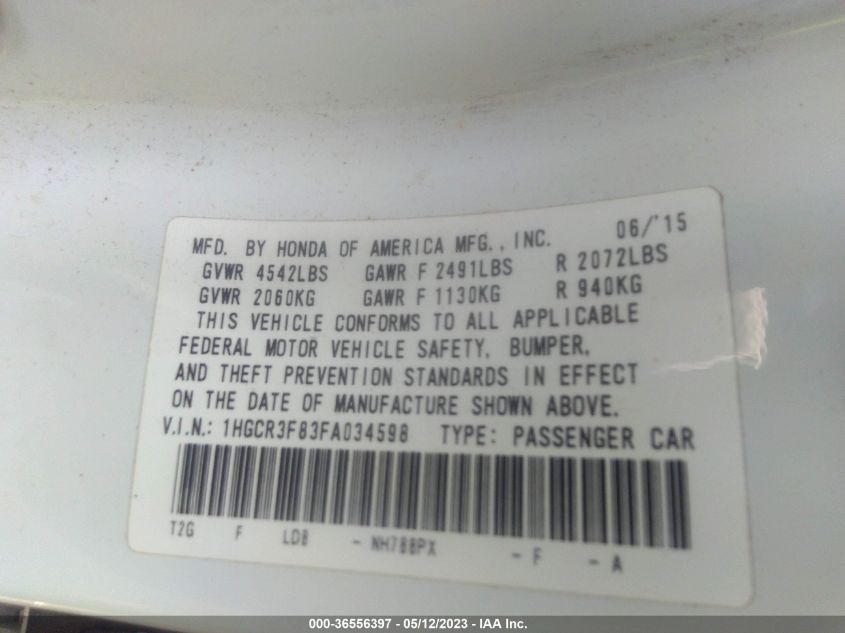 MFD. BY HONDA OF AMERICA MFG., INC. 06/'15
GVWR 4542LBS GAWR F 2491LBS R 2072LBS
GVWR 2060KG GAWR F 1130KG R 940KG
THIS VEHICLE CONFORMS TO ALL APPLICABLE
FEDERAL MOTOR VEHICLE SAFETY, BUMPER,
AND THEFT PREVENTION STANDARDS IN EFFECT
ON THE DATE OF MANUFACTURE SHOWN ABOVE.
V.I.N.: 1HGCR3F83FA034598 TYPE: PASSENGER CAR
T2G F LDB - NH788PX - F - A
000-36556397 - 05/12/2023 - IAA Inc.